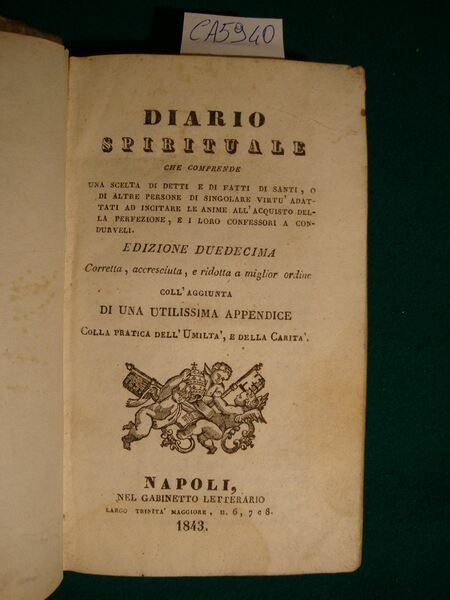 CA5940
DIARIO
SPIRITUALE
CHE COMPRENDE
UNA SCELTA DI DETTI E DI FATTI DI SANTI, O
DI ALTRE PERSONE DI SINGOLARE VIRTU' ADAT-
TATI AD INCITARE LE ANIME ALL'ACQUISTO DEL-
LA PERFEZIONE, E I LORO CONFESSORI A CON-
DURVELI.
EDIZIONE DUEDECIMA
Corretta, accresciuta, e ridotta a miglior ordine
COLL'AGGIUNTA
DI UNA UTILISSIMA APPENDICE
COLLA PRATICA DELL'UMILTA', E DELLA CARITA'.
NAPOLI,
NEL GABINETTO LETTERARIO
LARGO TRINITA' MAGGIORE, n. 6, 7 e 8.
1843.